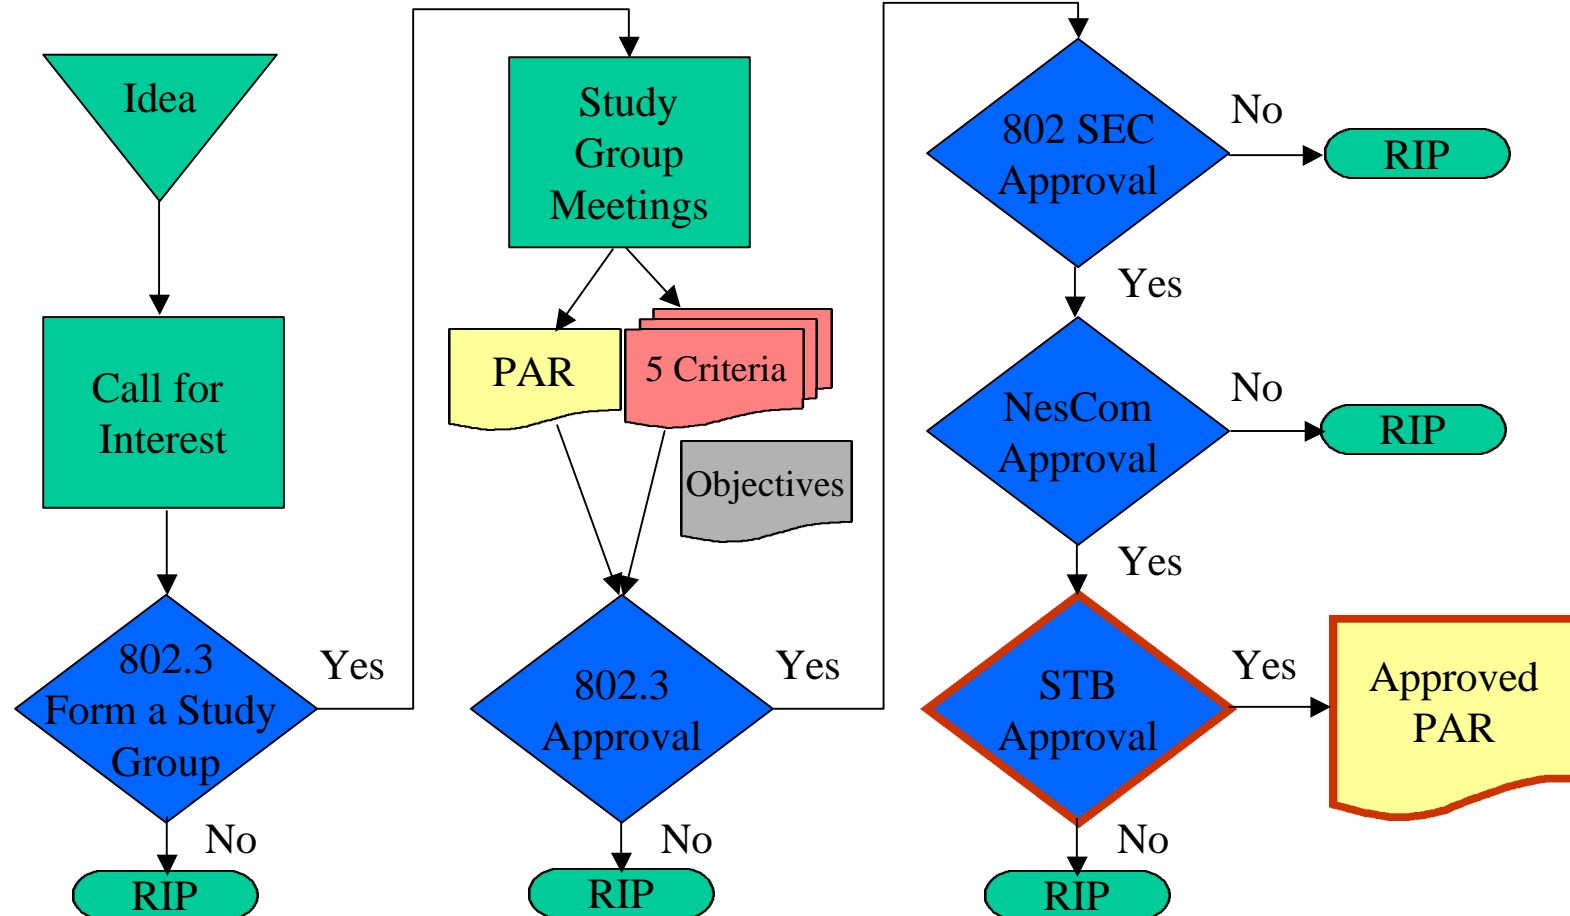 Idea
Call for
Interest
802.3
Form a Study
Group
Yes
No
RIP
Study
Group
Meetings
PAR
5 Criteria
Objectives
802.3
Approval
Yes
No
RIP
802 SEC
Approval
No
RIP
Yes
NesCom
Approval
No
RIP
Yes
STB
Approval
Yes
Approved
PAR
No
RIP